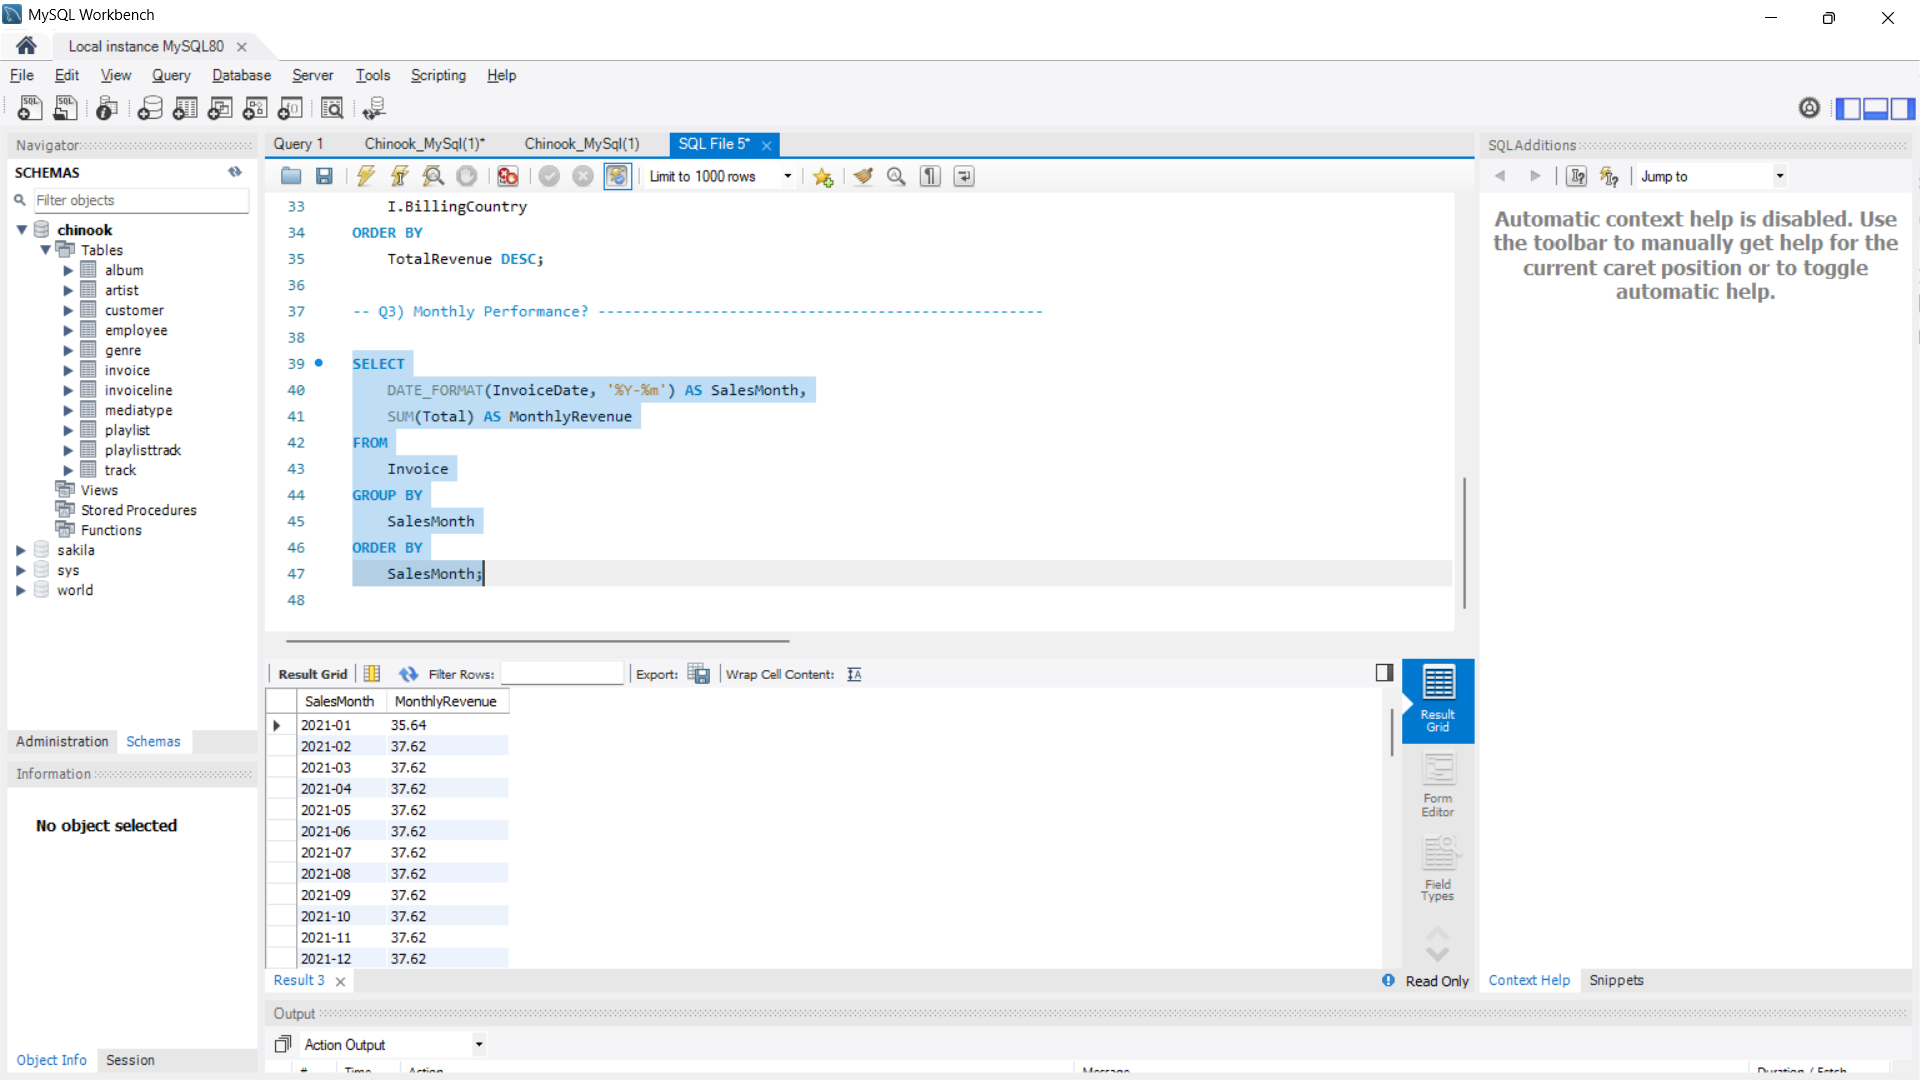 MySQL Workbench
Local instance MySQL80
File Edit View Query Database Server Tools Scripting Help
Navigator
SCHEMAS
Filter objects
chinook
Tables
album
artist
customer
employee
genre
invoice
invoiceline
mediatype
playlist
playlisttrack
track
Views
Stored Procedures
Functions
sakila
sys
world
Administration Schemas
Information
No object selected
Object Info Session
Query 1 Chinook_MySql(1)* Chinook_MySql(1) SQL File 5*
Limit to 1000 rows
33 I.BillingCountry
34 ORDER BY
35 TotalRevenue DESC;
36
37 -- Q3) Monthly Performance? ---------------------------------------------------
38
39 SELECT
40 DATE_FORMAT(InvoiceDate, '%Y-%m') AS SalesMonth,
41 SUM(Total) AS MonthlyRevenue
42 FROM
43 Invoice
44 GROUP BY
45 SalesMonth
46 ORDER BY
47 SalesMonth;
48
Result Grid Filter Rows: Export: Wrap Cell Content:
SalesMonth MonthlyRevenue
2021-01 35.64
2021-02 37.62
2021-03 37.62
2021-04 37.62
2021-05 37.62
2021-06 37.62
2021-07 37.62
2021-08 37.62
2021-09 37.62
2021-10 37.62
2021-11 37.62
2021-12 37.62
Result Grid
Form Editor
Field Types
Result 3
Read Only
Output
Action Output
# Time Action Message Duration / Fetch
SQLAdditions
Jump to
Automatic context help is disabled. Use
the toolbar to manually get help for the
current caret position or to toggle
automatic help.
Context Help Snippets